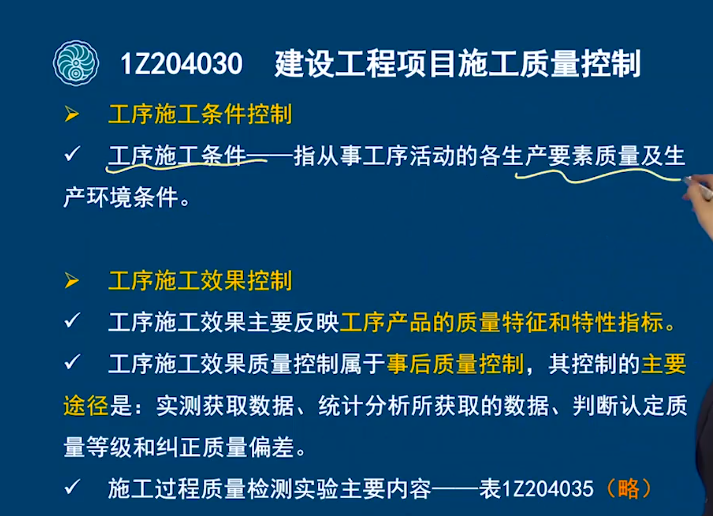 1Z204030 建设工程项目施工质量控制
➢ 工序施工条件控制
✓ 工序施工条件——指从事工序活动的各生产要素质量及生
产环境条件。
➢ 工序施工效果控制
✓ 工序施工效果主要反映工序产品的质量特征和特性指标。
✓ 工序施工效果质量控制属于事后质量控制，其控制的主要
途径是：实测获取数据、统计分析所获取的数据、判断认定质
量等级和纠正质量偏差。
✓ 施工过程质量检测实验主要内容——表1Z204035（略）